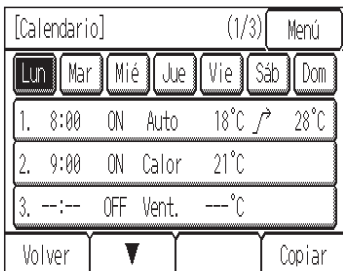 [Calendario] (1/3) Menú
Lun Mar Mié Jue Vie Sáb Dom
1. 8:00 ON Auto 18°C 28°C
2. 9:00 ON Calor 21°C
3. --:-- OFF Vent. ---°C
Volver ▼ Copiar